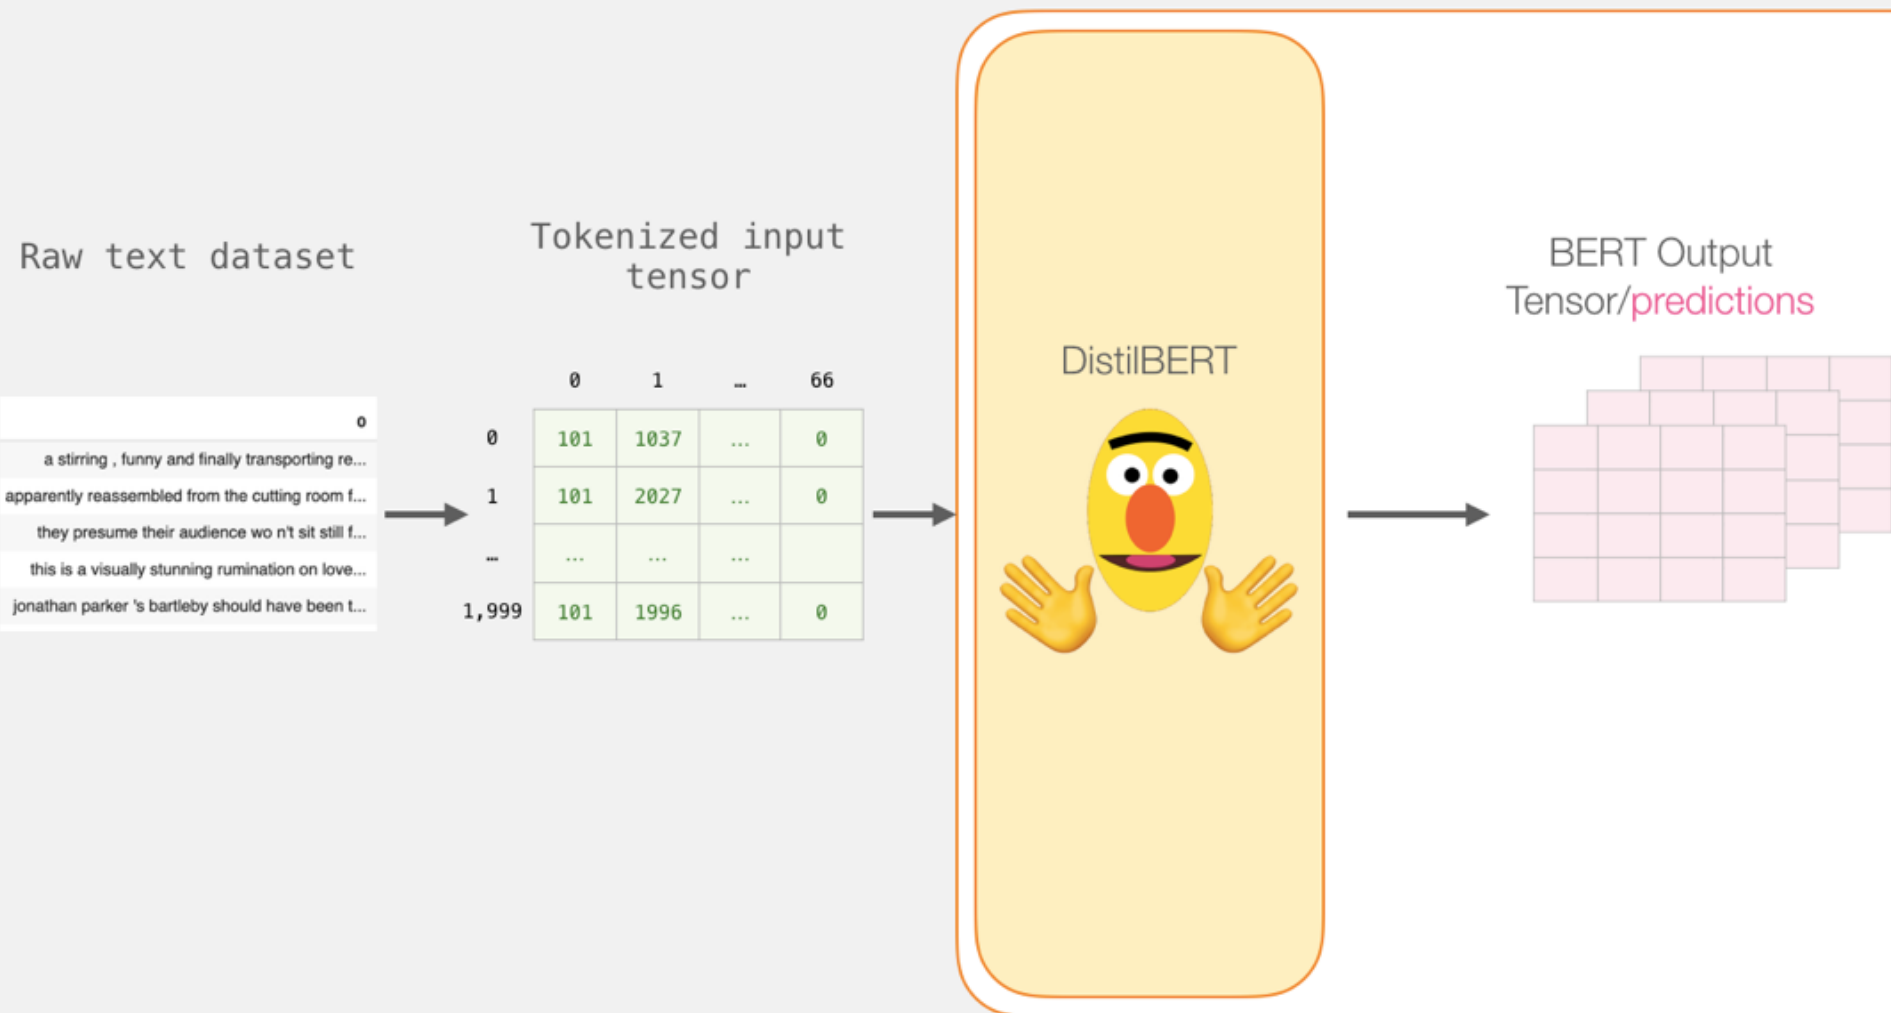 Raw text dataset
o
a stirring , funny and finally transporting re...
apparently reassembled from the cutting room f...
they presume their audience wo n't sit still f...
this is a visually stunning rumination on love...
jonathan parker 's bartleby should have been t...
Tokenized input
tensor
0 1 … 66
0 101 1037 ... 0
1 101 2027 ... 0
… ... ... ...
1,999 101 1996 ... 0
DistilBERT
BERT Output
Tensor/predictions